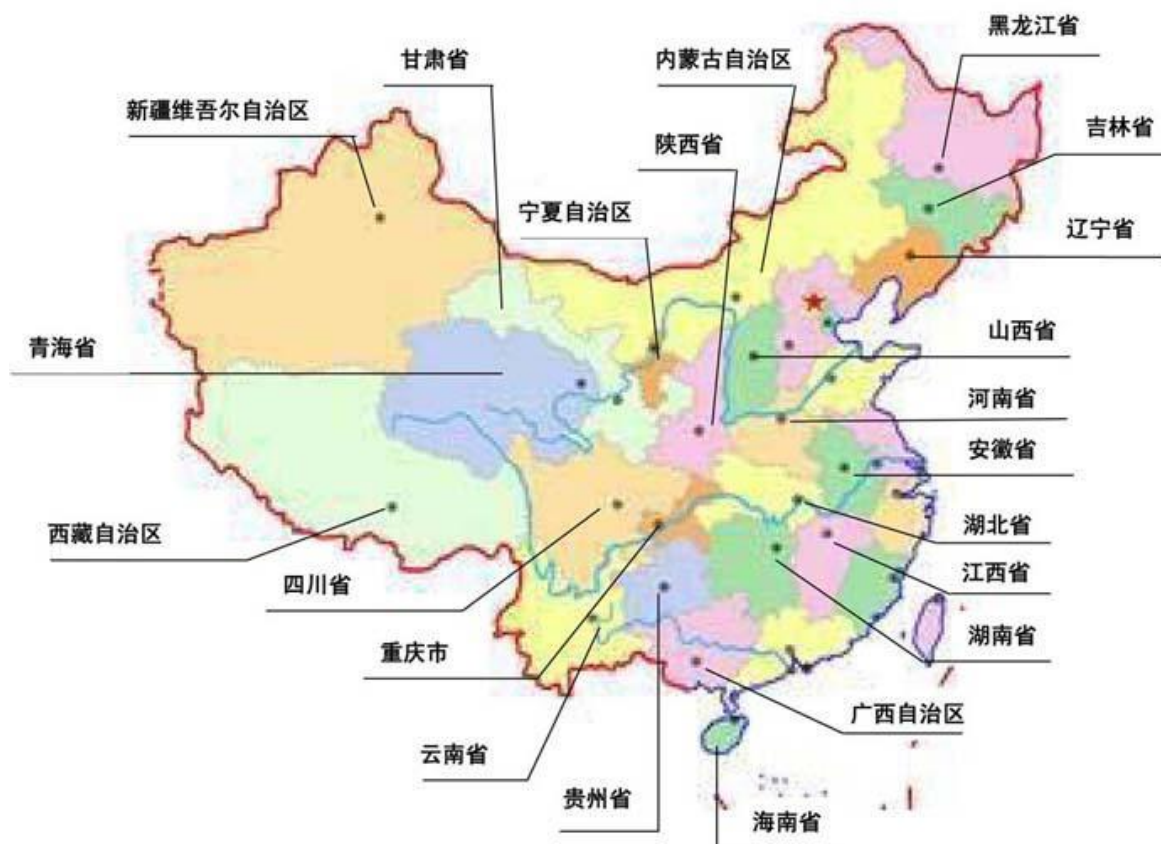 黑龙江省
甘肃省
内蒙古自治区
新疆维吾尔自治区
吉林省
陕西省
宁夏自治区
辽宁省
山西省
青海省
河南省
安徽省
西藏自治区
湖北省
四川省
江西省
湖南省
重庆市
广西自治区
云南省
贵州省
海南省